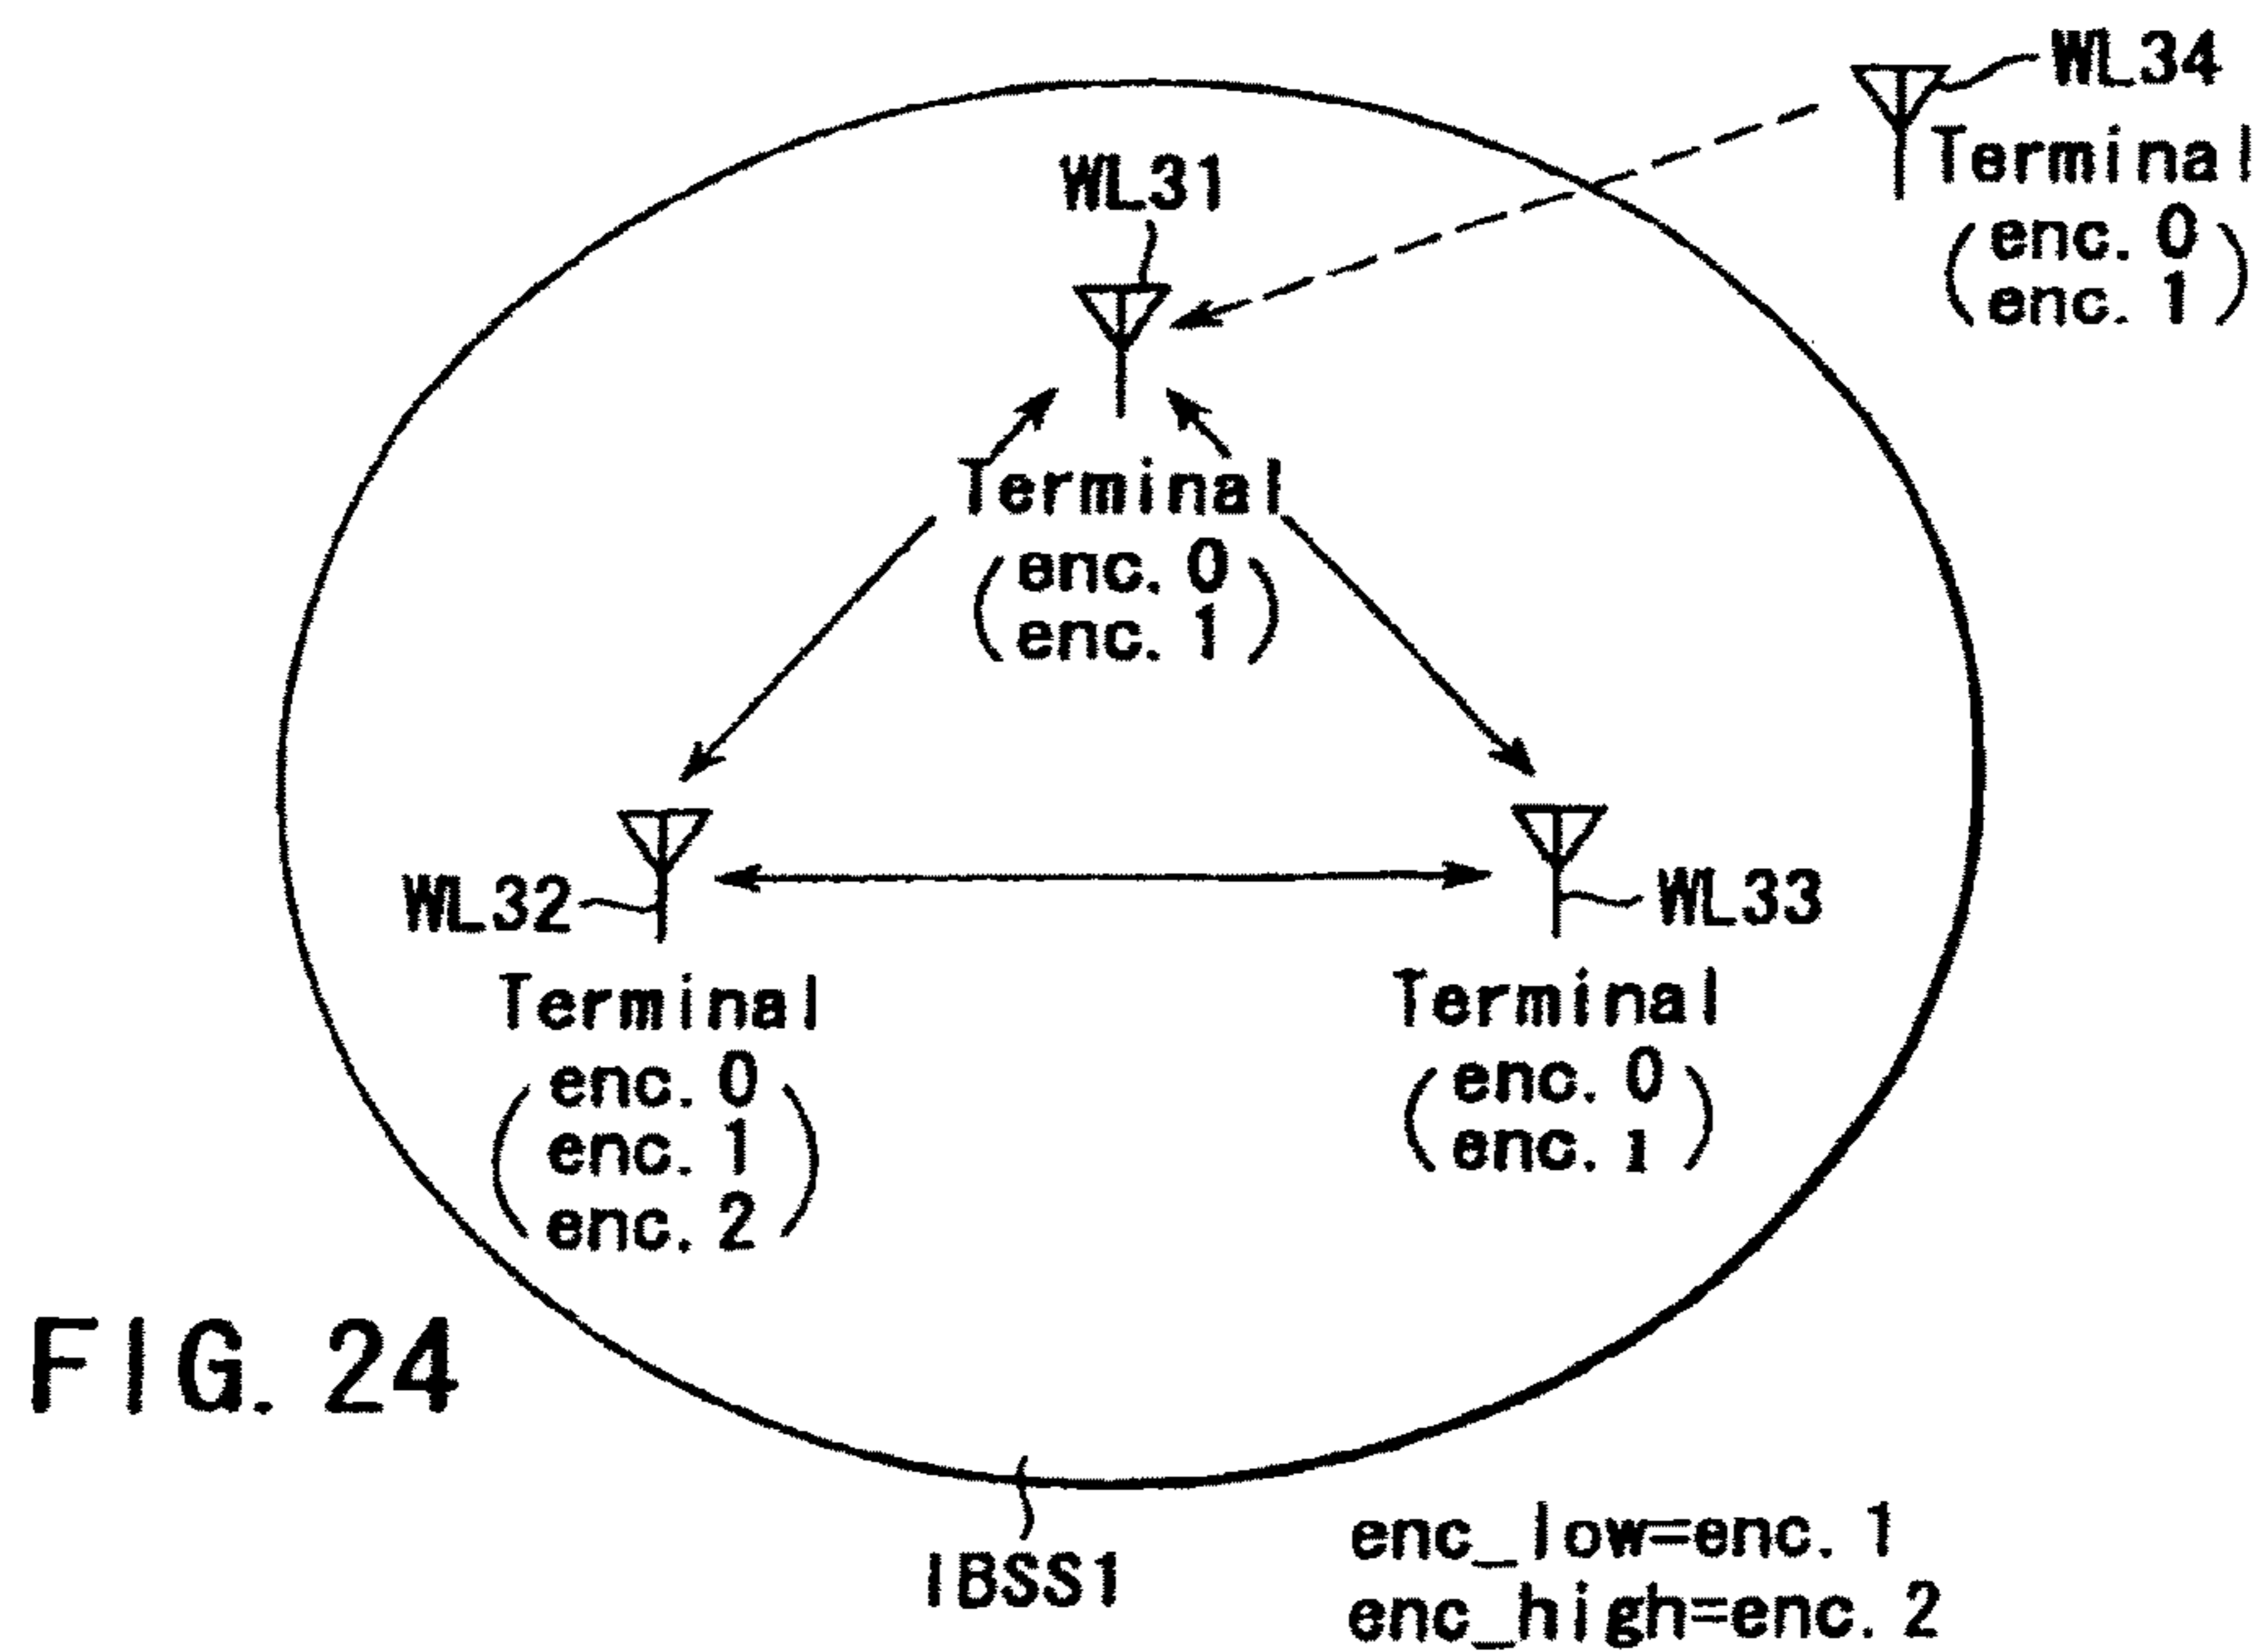 WL34
Terminal
(enc. 0
enc. 1)
WL31
Terminal
(enc. 0
enc. 1)
WL32
Terminal
(enc. 0
enc. 1
enc. 2)
WL33
Terminal
(enc. 0
enc. 1)
FIG. 24
IBSS1
enc_low=enc. 1
enc_high=enc. 2